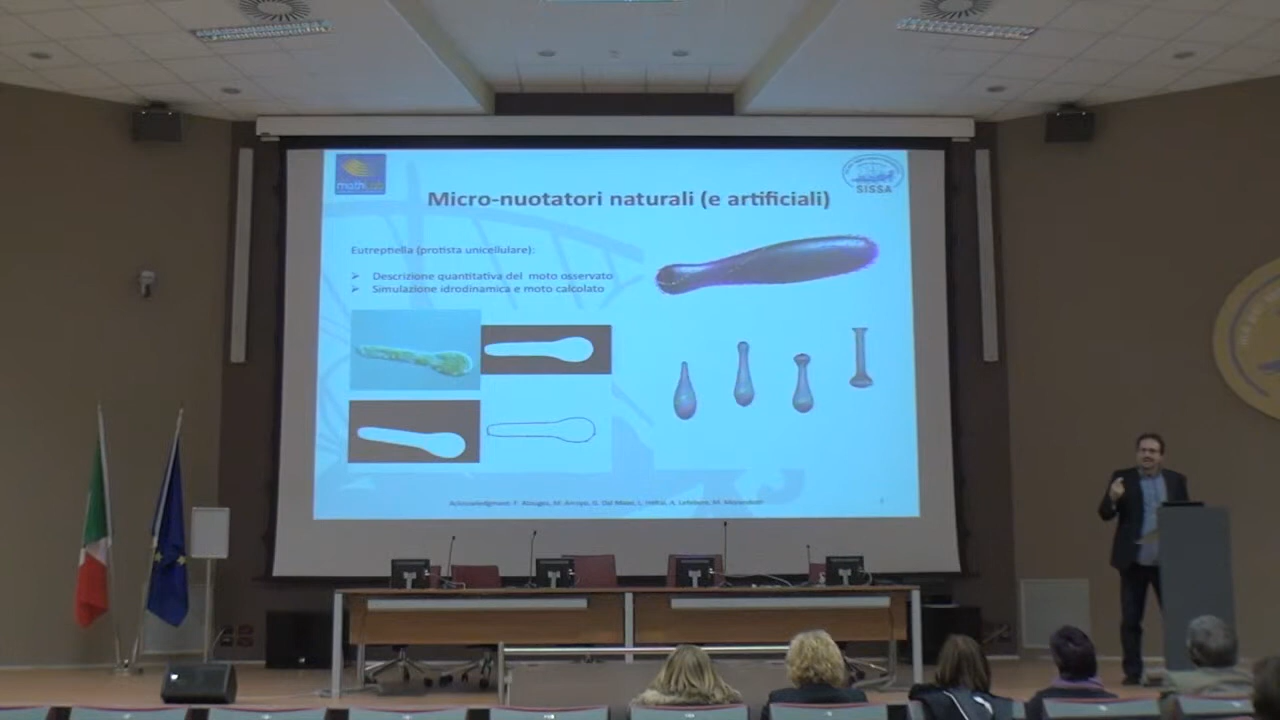 mathLab
SISSA
Micro-nuotatori naturali (e artificiali)
Eutreptiella (protista unicellulare):
➢ Descrizione quantitativa del moto osservato
➢ Simulazione idrodinamica e moto calcolato